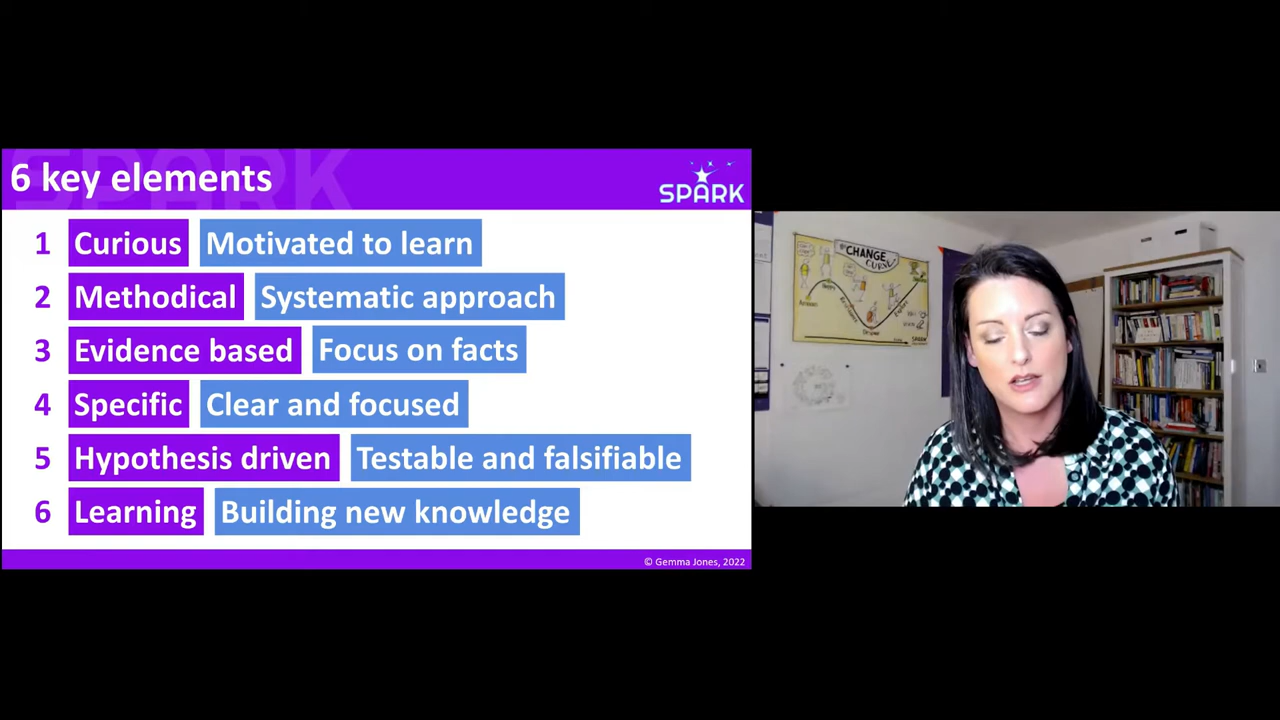 6 key elements
SPARK
1 Curious Motivated to learn
2 Methodical Systematic approach
3 Evidence based Focus on facts
4 Specific Clear and focused
5 Hypothesis driven Testable and falsifiable
6 Learning Building new knowledge
© Gemma Jones, 2022
CHANGE
CURVE